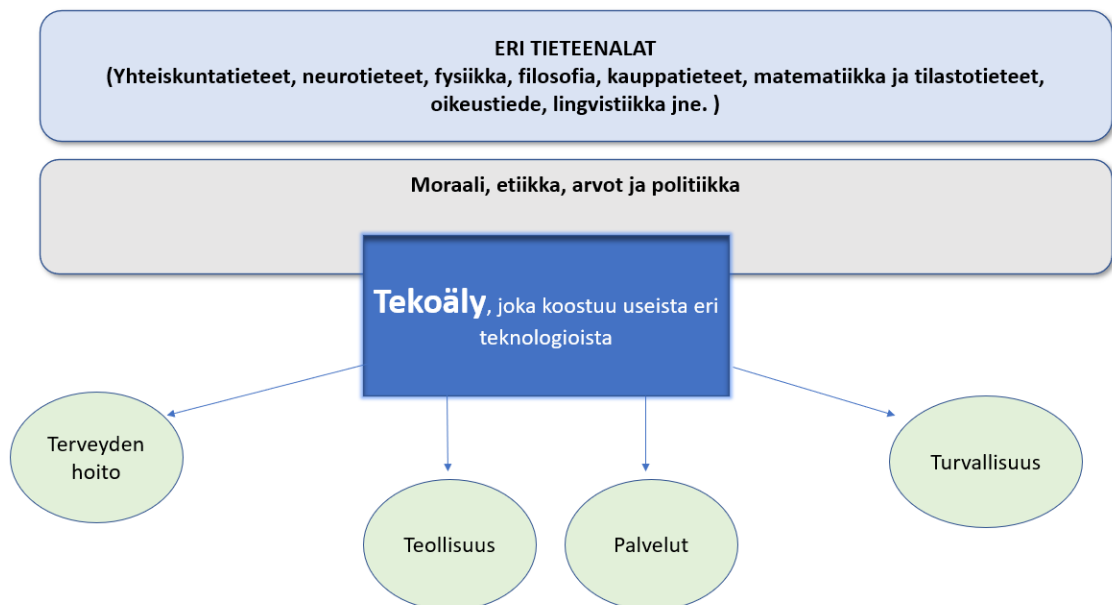 ERI TIETEENALAT
(Yhteiskuntatieteet, neurotieteet, fysiikka, filosofia, kauppatieteet, matematiikka ja tilastotieteet,
oikeustiede, lingvistiikka jne. )
Moraali, etiikka, arvot ja politiikka
Tekoäly, joka koostuu useista eri
teknologioista
Terveyden
hoito
Teollisuus
Palvelut
Turvallisuus